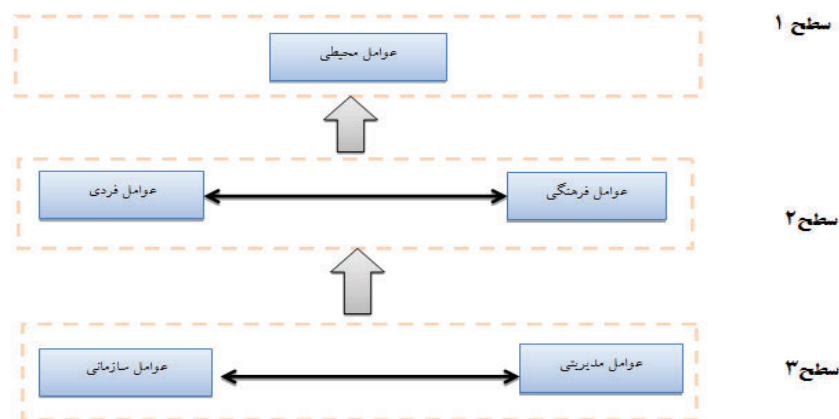 سطح ۱
عوامل محیطی
عوامل فرهنگی
عوامل فردی
سطح۲
عوامل مدیریتی
عوامل سازمانی
سطح۳